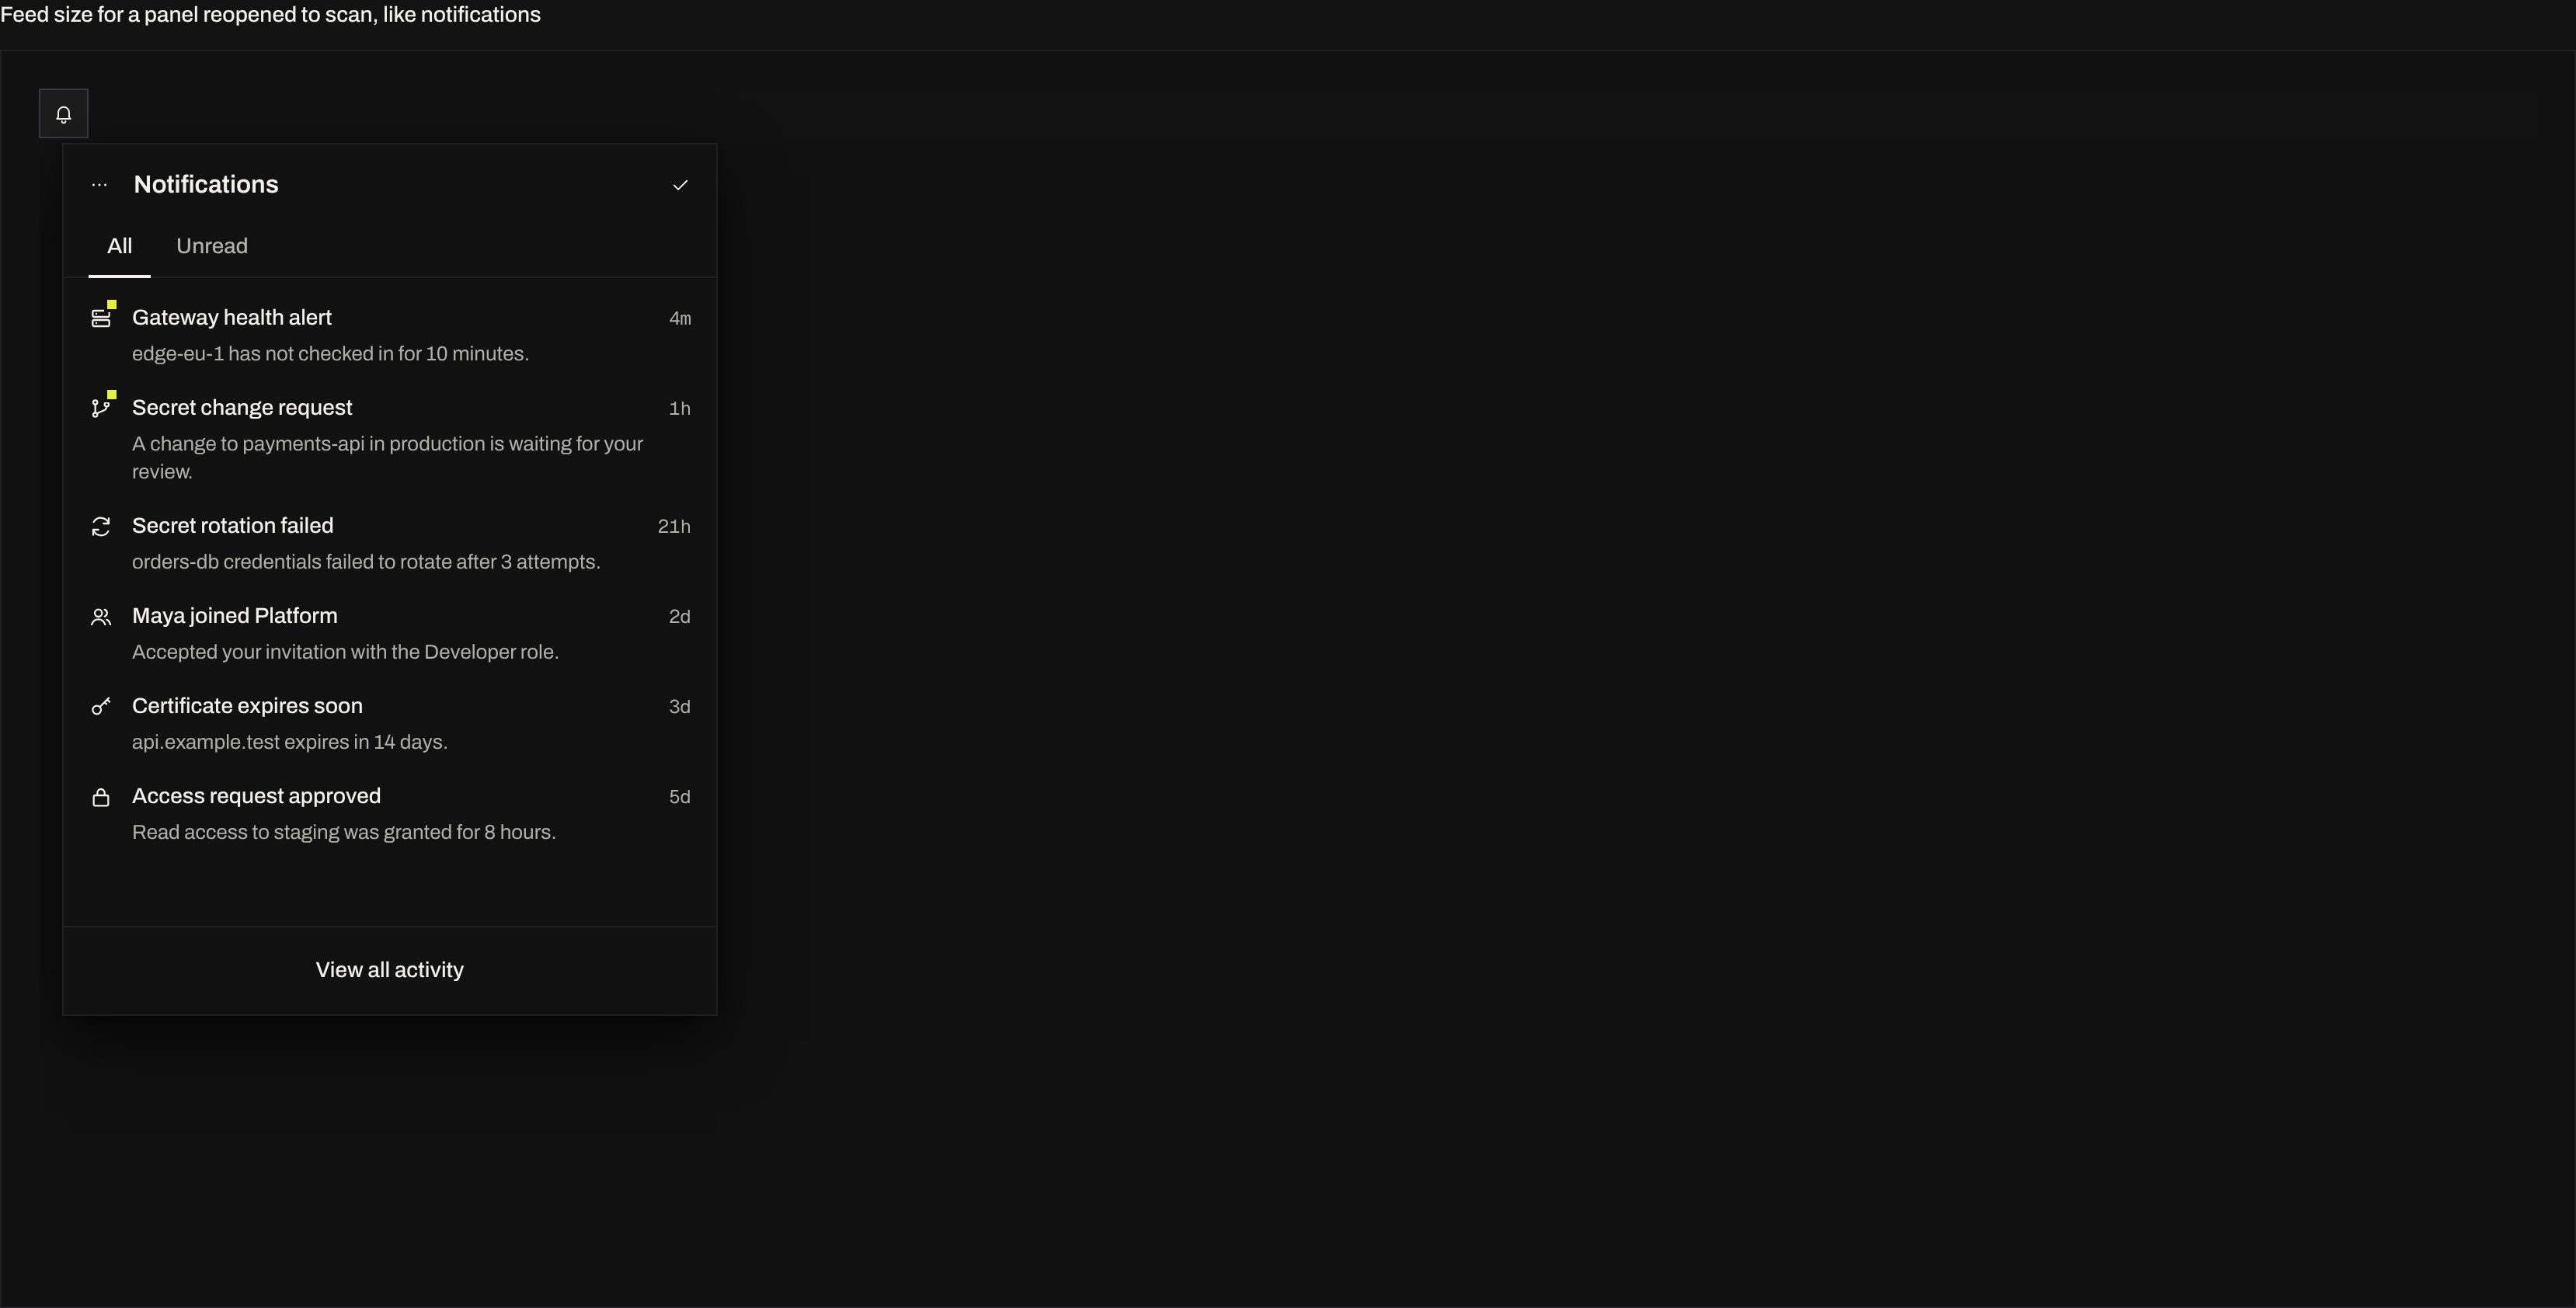 Feed size for a panel reopened to scan, like notifications
Notifications
All Unread
Gateway health alert 4m
edge-eu-1 has not checked in for 10 minutes.
Secret change request 1h
A change to payments-api in production is waiting for your
review.
Secret rotation failed 21h
orders-db credentials failed to rotate after 3 attempts.
Maya joined Platform 2d
Accepted your invitation with the Developer role.
Certificate expires soon 3d
api.example.test expires in 14 days.
Access request approved 5d
Read access to staging was granted for 8 hours.
View all activity